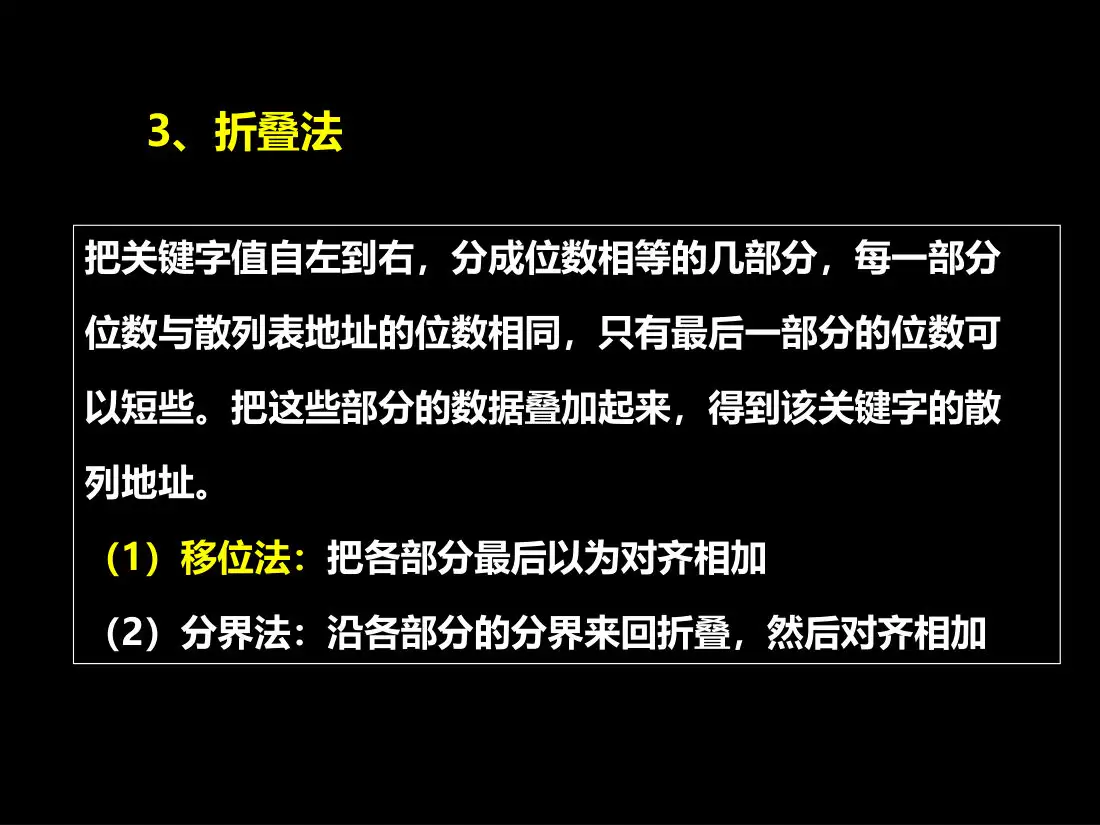 3、折叠法
把关键字值自左到右，分成位数相等的几部分，每一部分
位数与散列表地址的位数相同，只有最后一部分的位数可
以短些。把这些部分的数据叠加起来，得到该关键字的散
列地址。
（1）移位法：把各部分最后以为对齐相加
（2）分界法：沿各部分的分界来回折叠，然后对齐相加